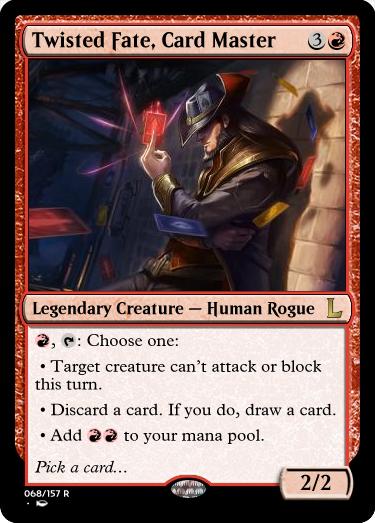 Twisted Fate, Card Master 3
Legendary Creature — Human Rogue L
, : Choose one:
• Target creature can't attack or block
this turn.
• Discard a card. If you do, draw a card.
• Add to your mana pool.
Pick a card...
2/2
068/157 R